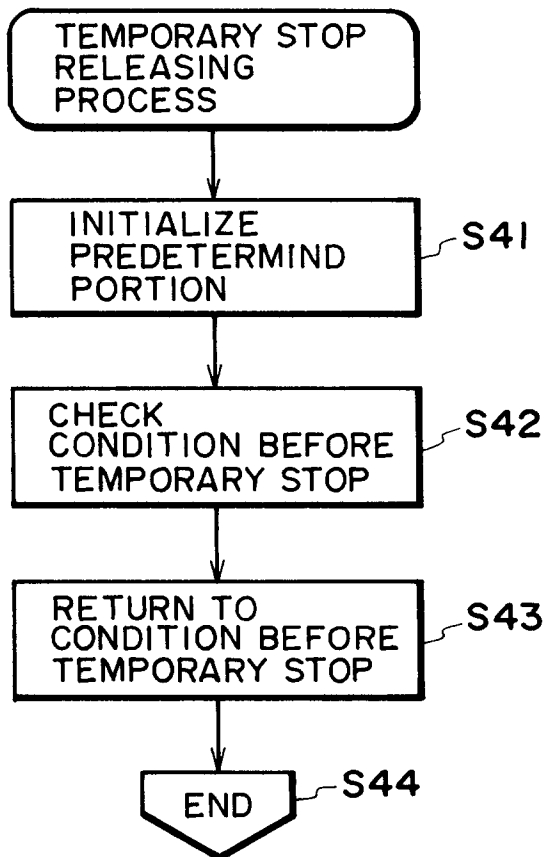 TEMPORARY STOP
RELEASING
PROCESS
INITIALIZE
PREDETERMIND
PORTION
S41
CHECK
CONDITION BEFORE
TEMPORARY STOP
S42
RETURN TO
CONDITION BEFORE
TEMPORARY STOP
S43
END
S44